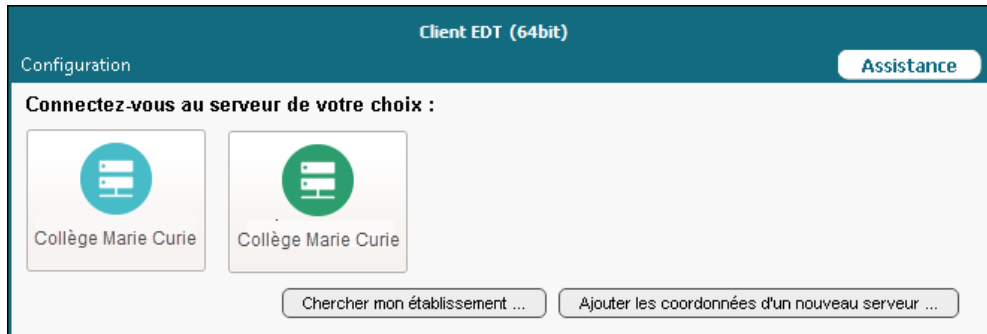 Client EDT (64bit)
Configuration
Assistance
Connectez-vous au serveur de votre choix :
Collège Marie Curie
Collège Marie Curie
Chercher mon établissement ...
Ajouter les coordonnées d'un nouveau serveur ...